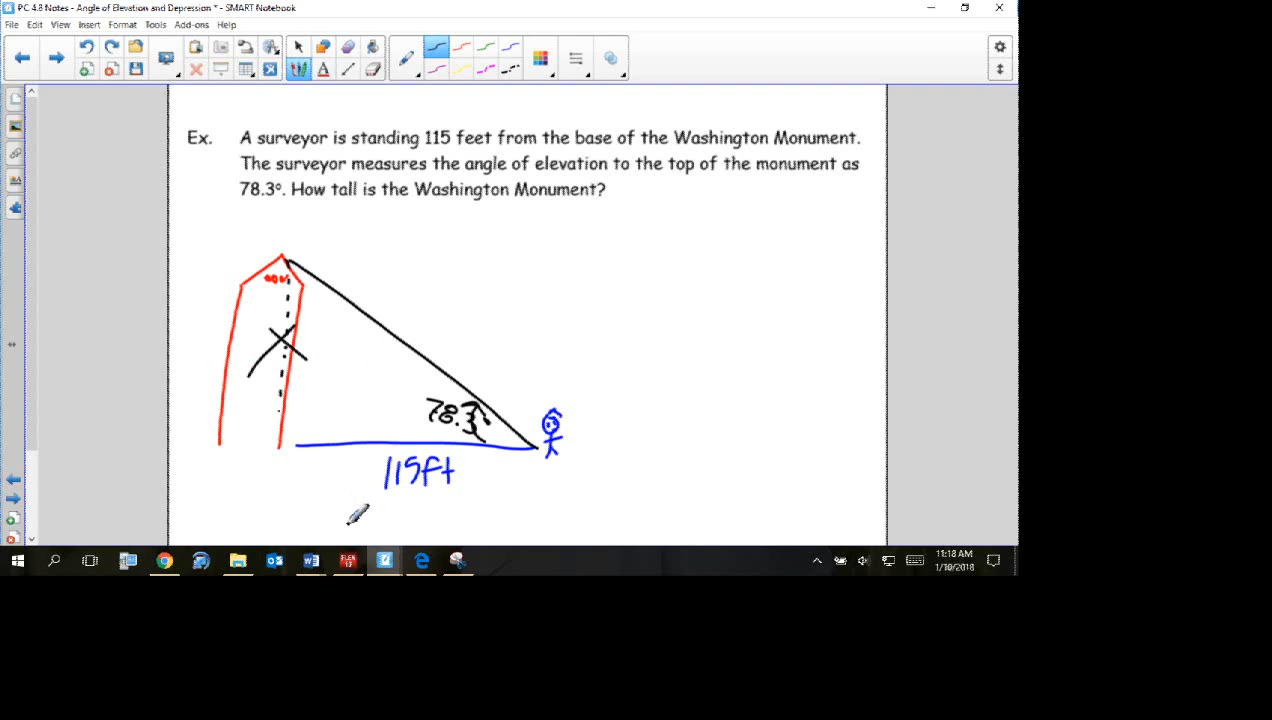 PC 4.8 Notes - Angle of Elevation and Depression * - SMART Notebook
File Edit View Insert Format Tools Add-ons Help
Ex. A surveyor is standing 115 feet from the base of the Washington Monument.
The surveyor measures the angle of elevation to the top of the monument as
78.3°. How tall is the Washington Monument?
x
78.3
115ft
11:18 AM
1/10/2018